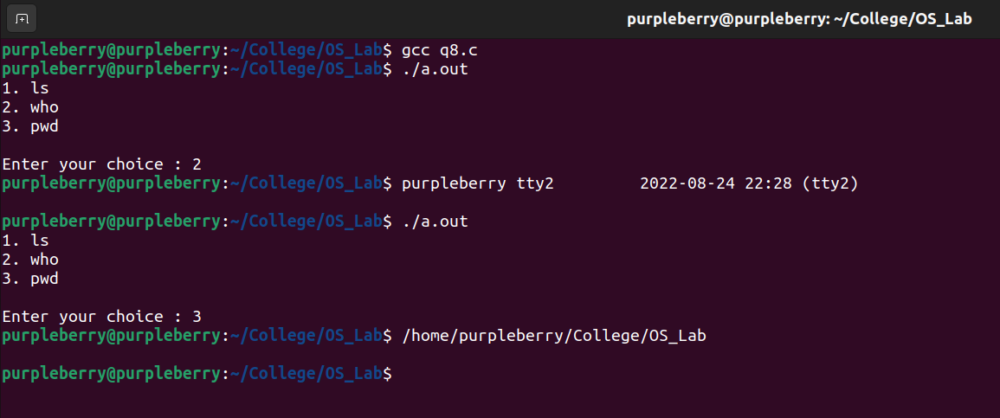 purpleberry@purpleberry: ~/College/OS_Lab
purpleberry@purpleberry:~/College/OS_Lab$ gcc q8.c
purpleberry@purpleberry:~/College/OS_Lab$ ./a.out
1. ls
2. who
3. pwd
Enter your choice : 2
purpleberry@purpleberry:~/College/OS_Lab$ purpleberry tty2         2022-08-24 22:28 (tty2)
purpleberry@purpleberry:~/College/OS_Lab$ ./a.out
1. ls
2. who
3. pwd
Enter your choice : 3
purpleberry@purpleberry:~/College/OS_Lab$ /home/purpleberry/College/OS_Lab
purpleberry@purpleberry:~/College/OS_Lab$